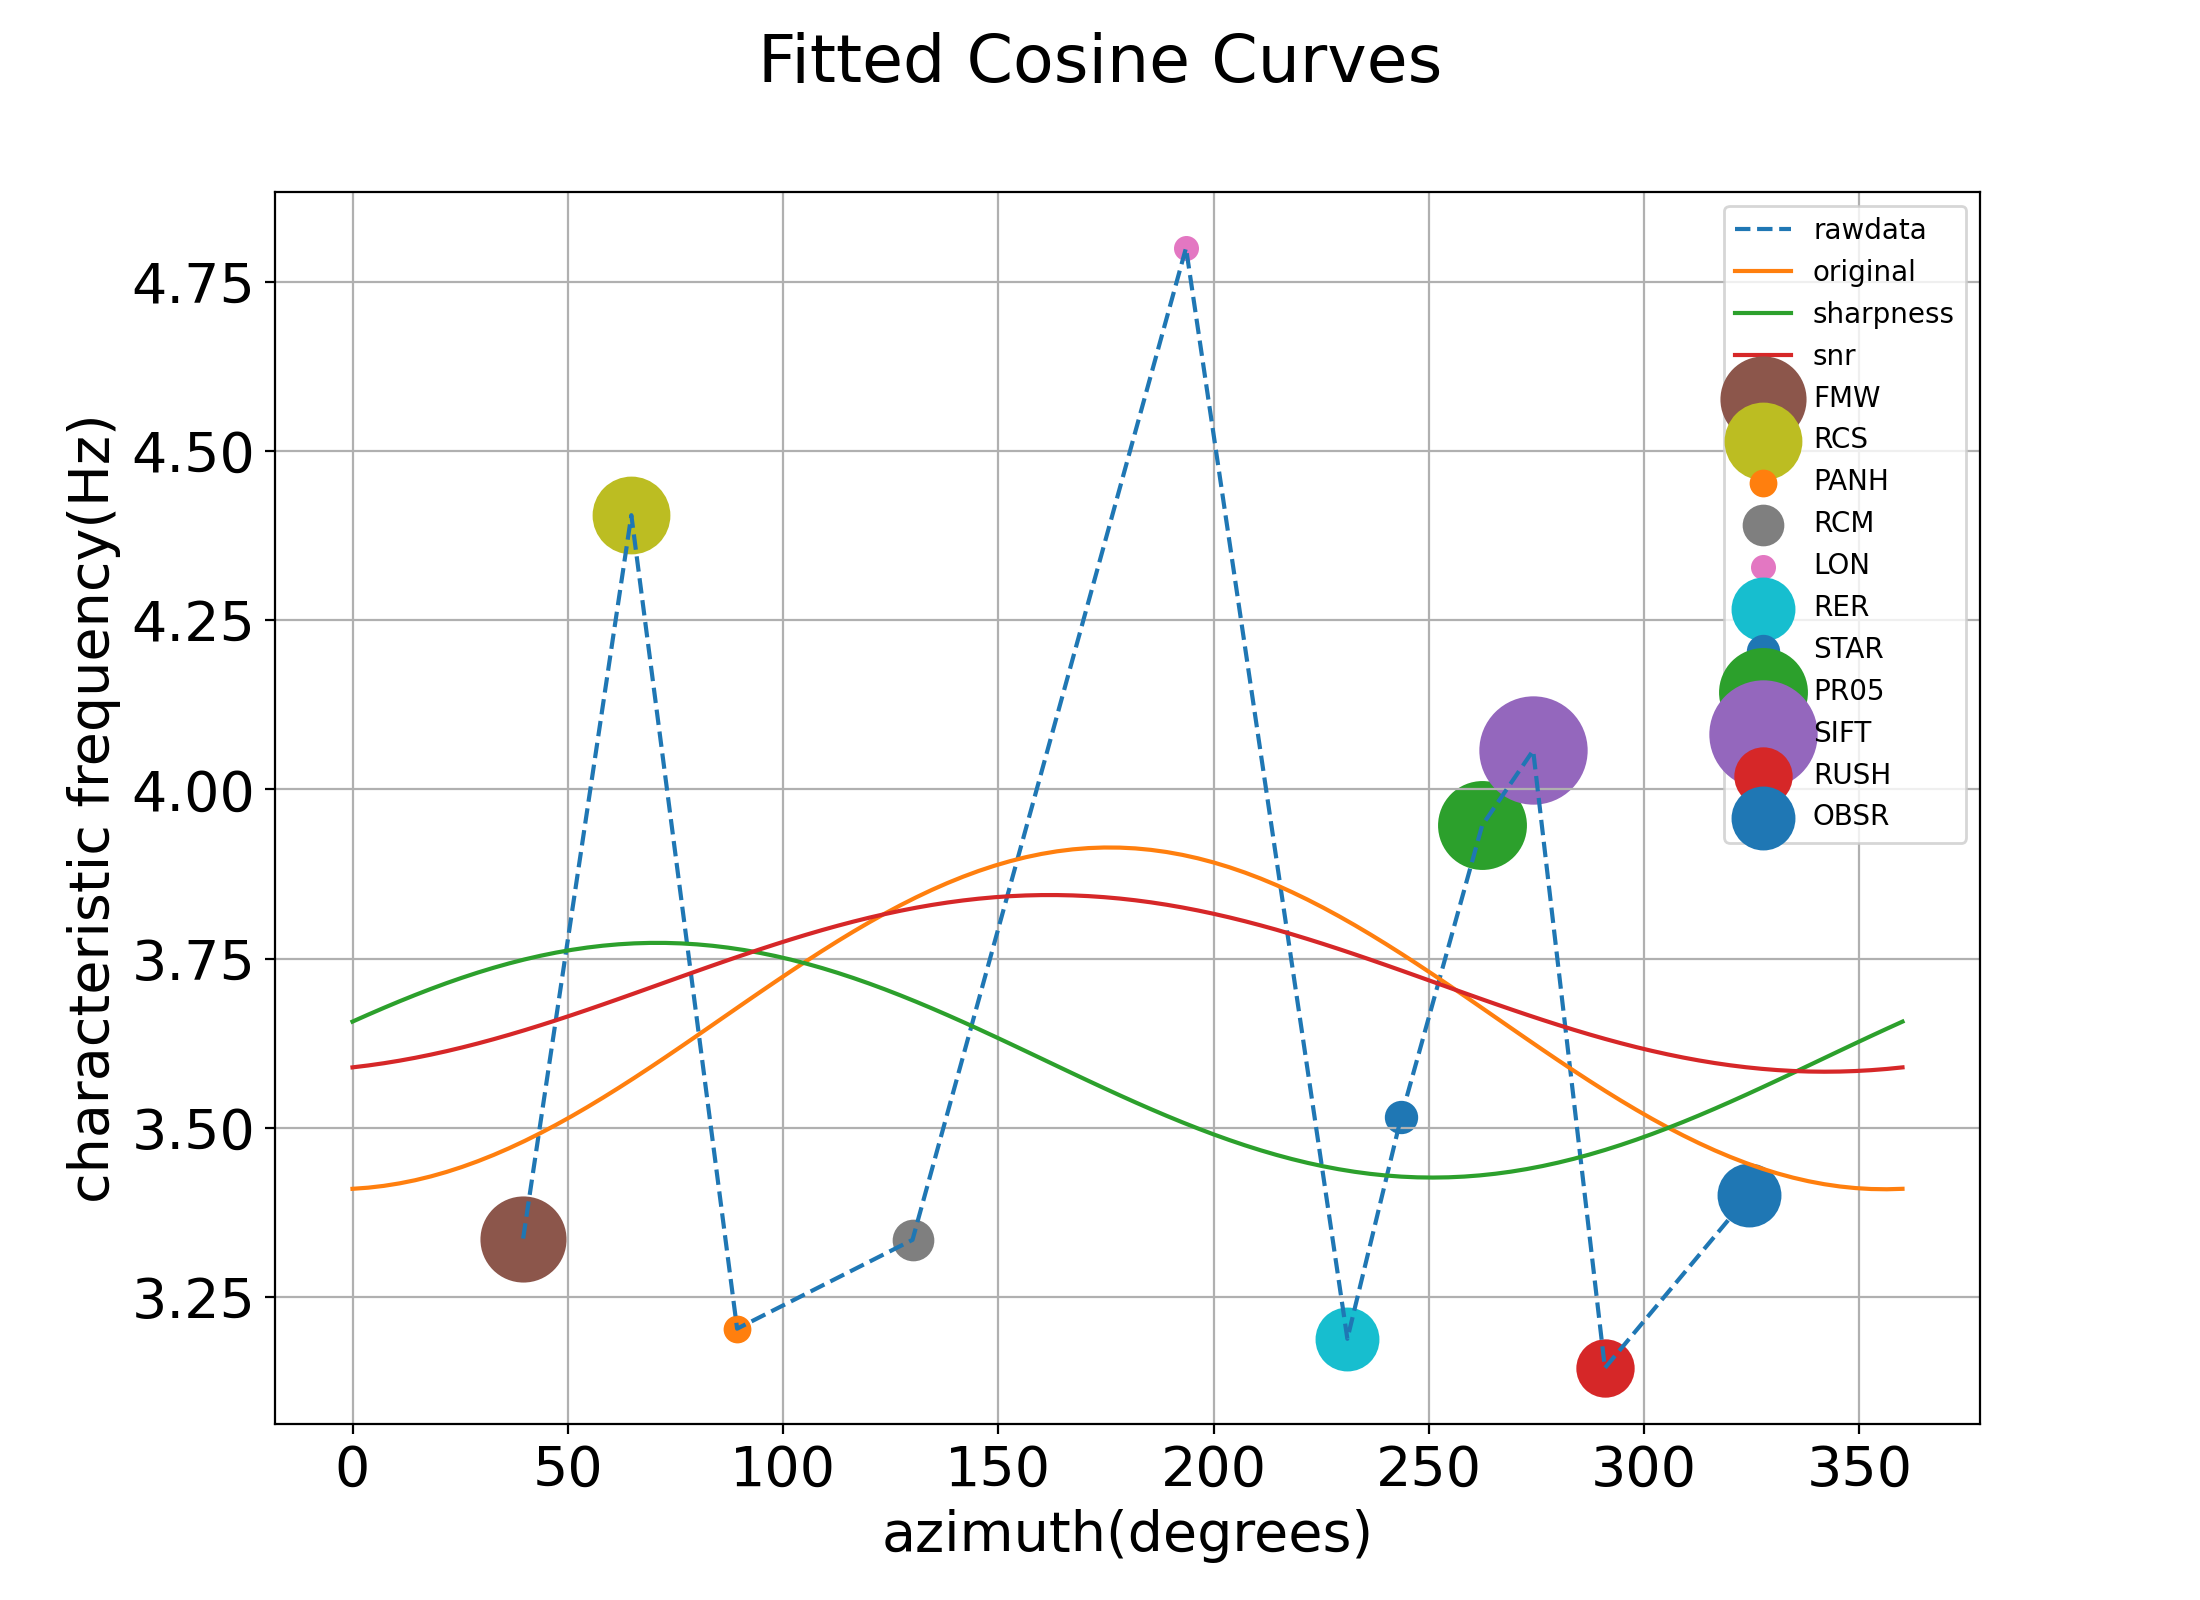 Fitted Cosine Curves
rawdata
original
sharpness
snr
FMW
RCS
PANH
RCM
LON
RER
STAR
PR05
SIFT
RUSH
OBSR
characteristic frequency(Hz)
4.75
4.50
4.25
4.00
3.75
3.50
3.25
0 50 100 150 200 250 300 350
azimuth(degrees)